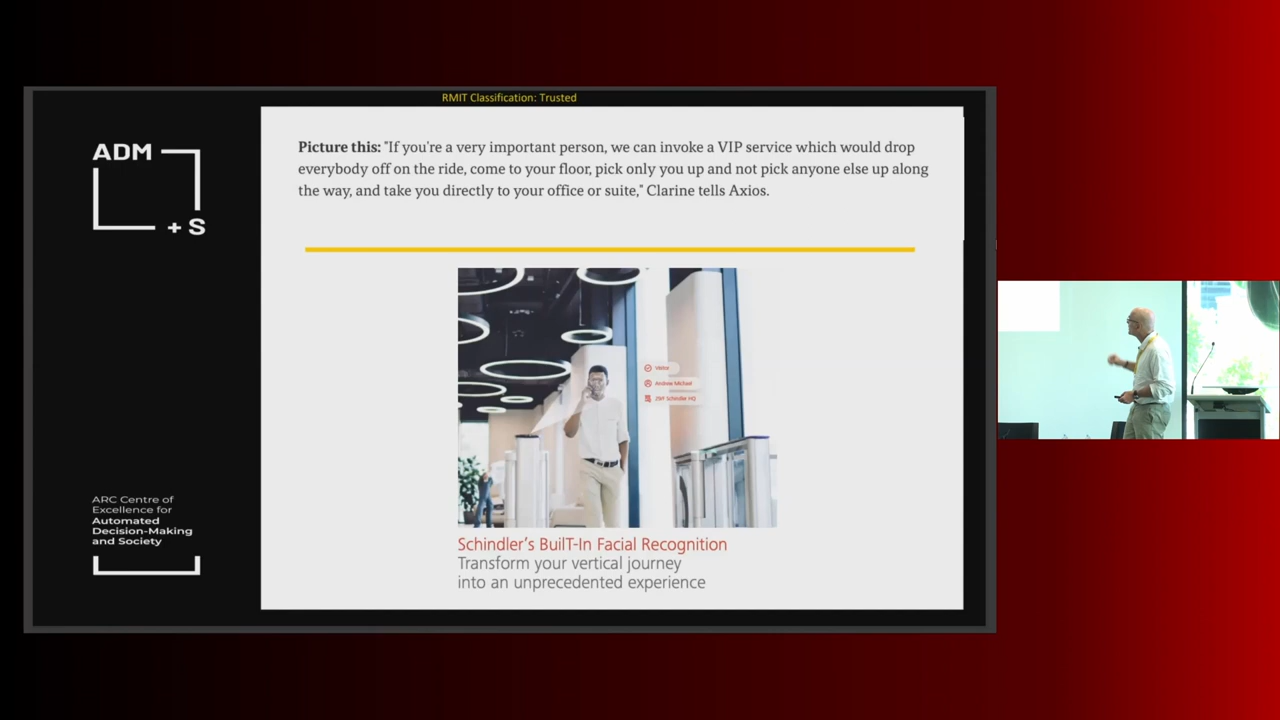 RMIT Classification: Trusted
ADM
+ S
Picture this: "If you're a very important person, we can invoke a VIP service which would drop
everybody off on the ride, come to your floor, pick only you up and not pick anyone else up along
the way, and take you directly to your office or suite," Clarine tells Axios.
Visitor
Andrew Michael
ZRF Schindler HQ
Schindler's BuilT-In Facial Recognition
Transform your vertical journey
into an unprecedented experience
ARC Centre of
Excellence for
Automated
Decision-Making
and Society